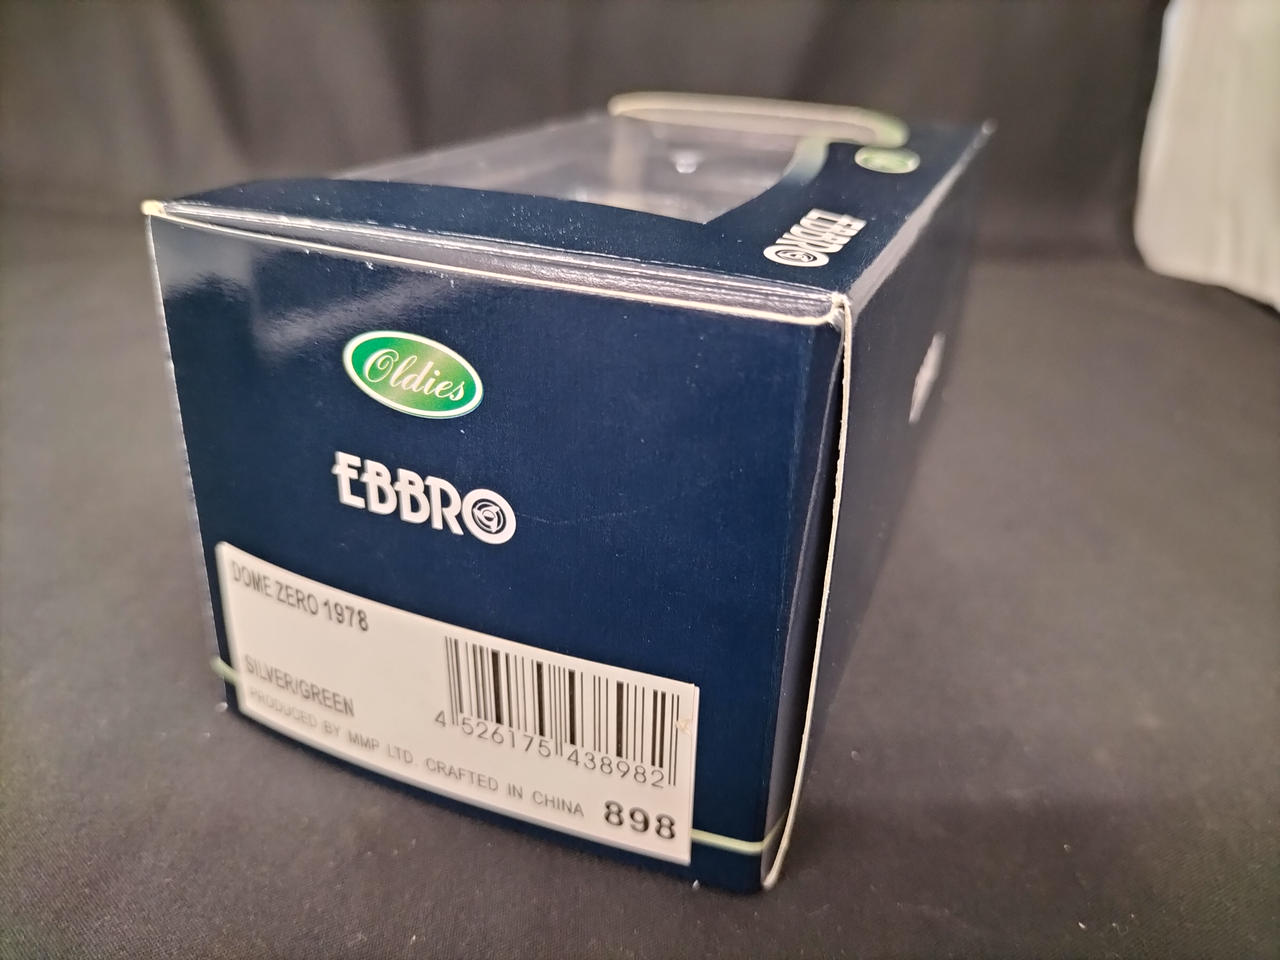 EBBRO
Oldies
EBBRO
DOME ZERO 1978
SILVER/GREEN
4 526175 438982
PRODUCED BY MMP LTD. CRAFTED IN CHINA 898